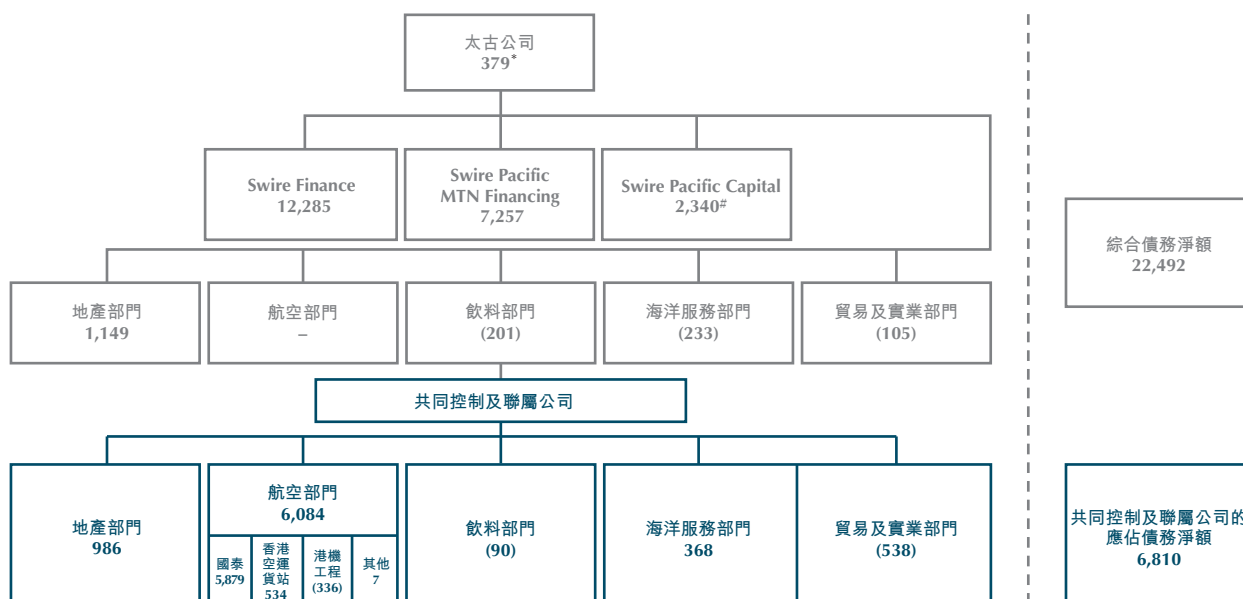 太古公司
379*
Swire Finance
12,285
Swire Pacific
MTN Financing
7,257
Swire Pacific Capital
2,340#
綜合債務淨額
22,492
地產部門
1,149
航空部門
–
飲料部門
(201)
海洋服務部門
(233)
貿易及實業部門
(105)
共同控制及聯屬公司
地產部門
986
航空部門
6,084
國泰
5,879
香港
空運
貨站
534
港機
工程
(336)
其他
7
飲料部門
(90)
海洋服務部門
368
貿易及實業部門
(538)
共同控制及聯屬公司的
應佔債務淨額
6,810